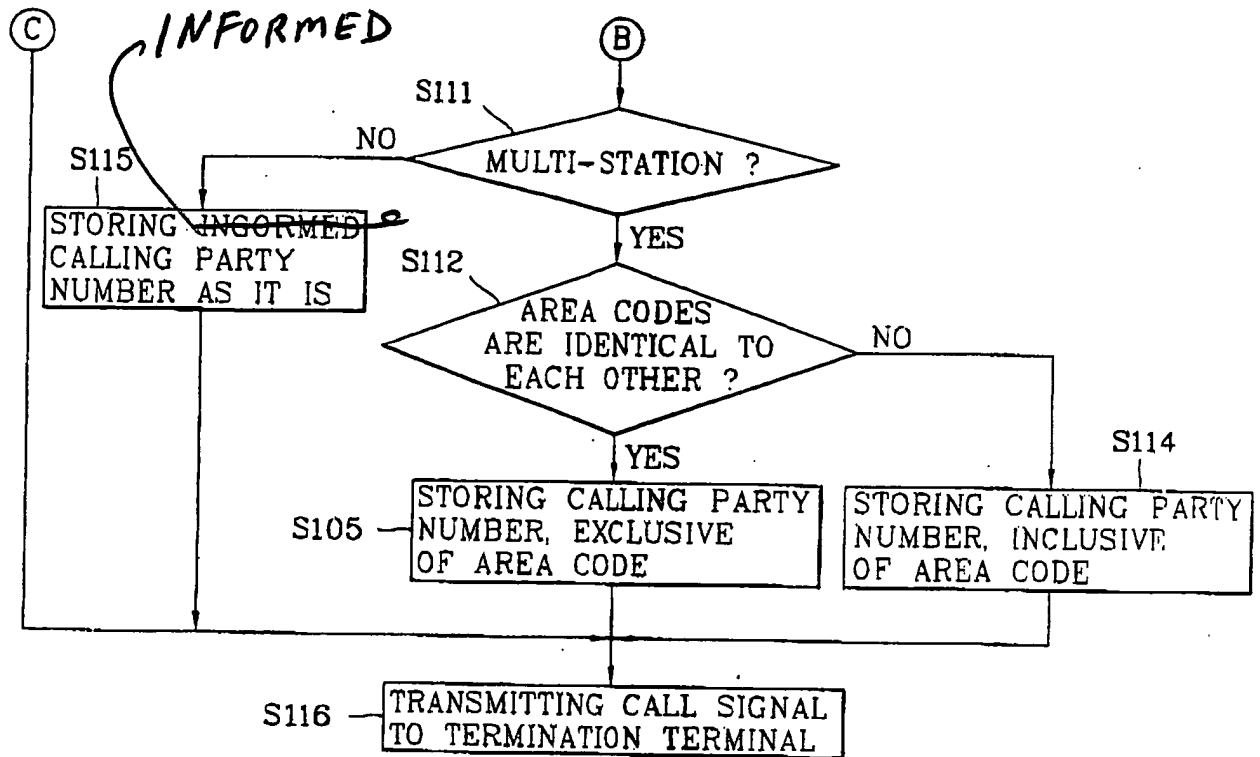 C
INFORMED
B
S111
NO
MULTI-STATION ?
S115
STORING INGORMED
CALLING PARTY
NUMBER AS IT IS
YES
S112
AREA CODES
ARE IDENTICAL TO
EACH OTHER ?
NO
YES
S114
S105
STORING CALLING PARTY
NUMBER, EXCLUSIVE
OF AREA CODE
STORING CALLING PARTY
NUMBER, INCLUSIVE
OF AREA CODE
S116
TRANSMITTING CALL SIGNAL
TO TERMINATION TERMINAL